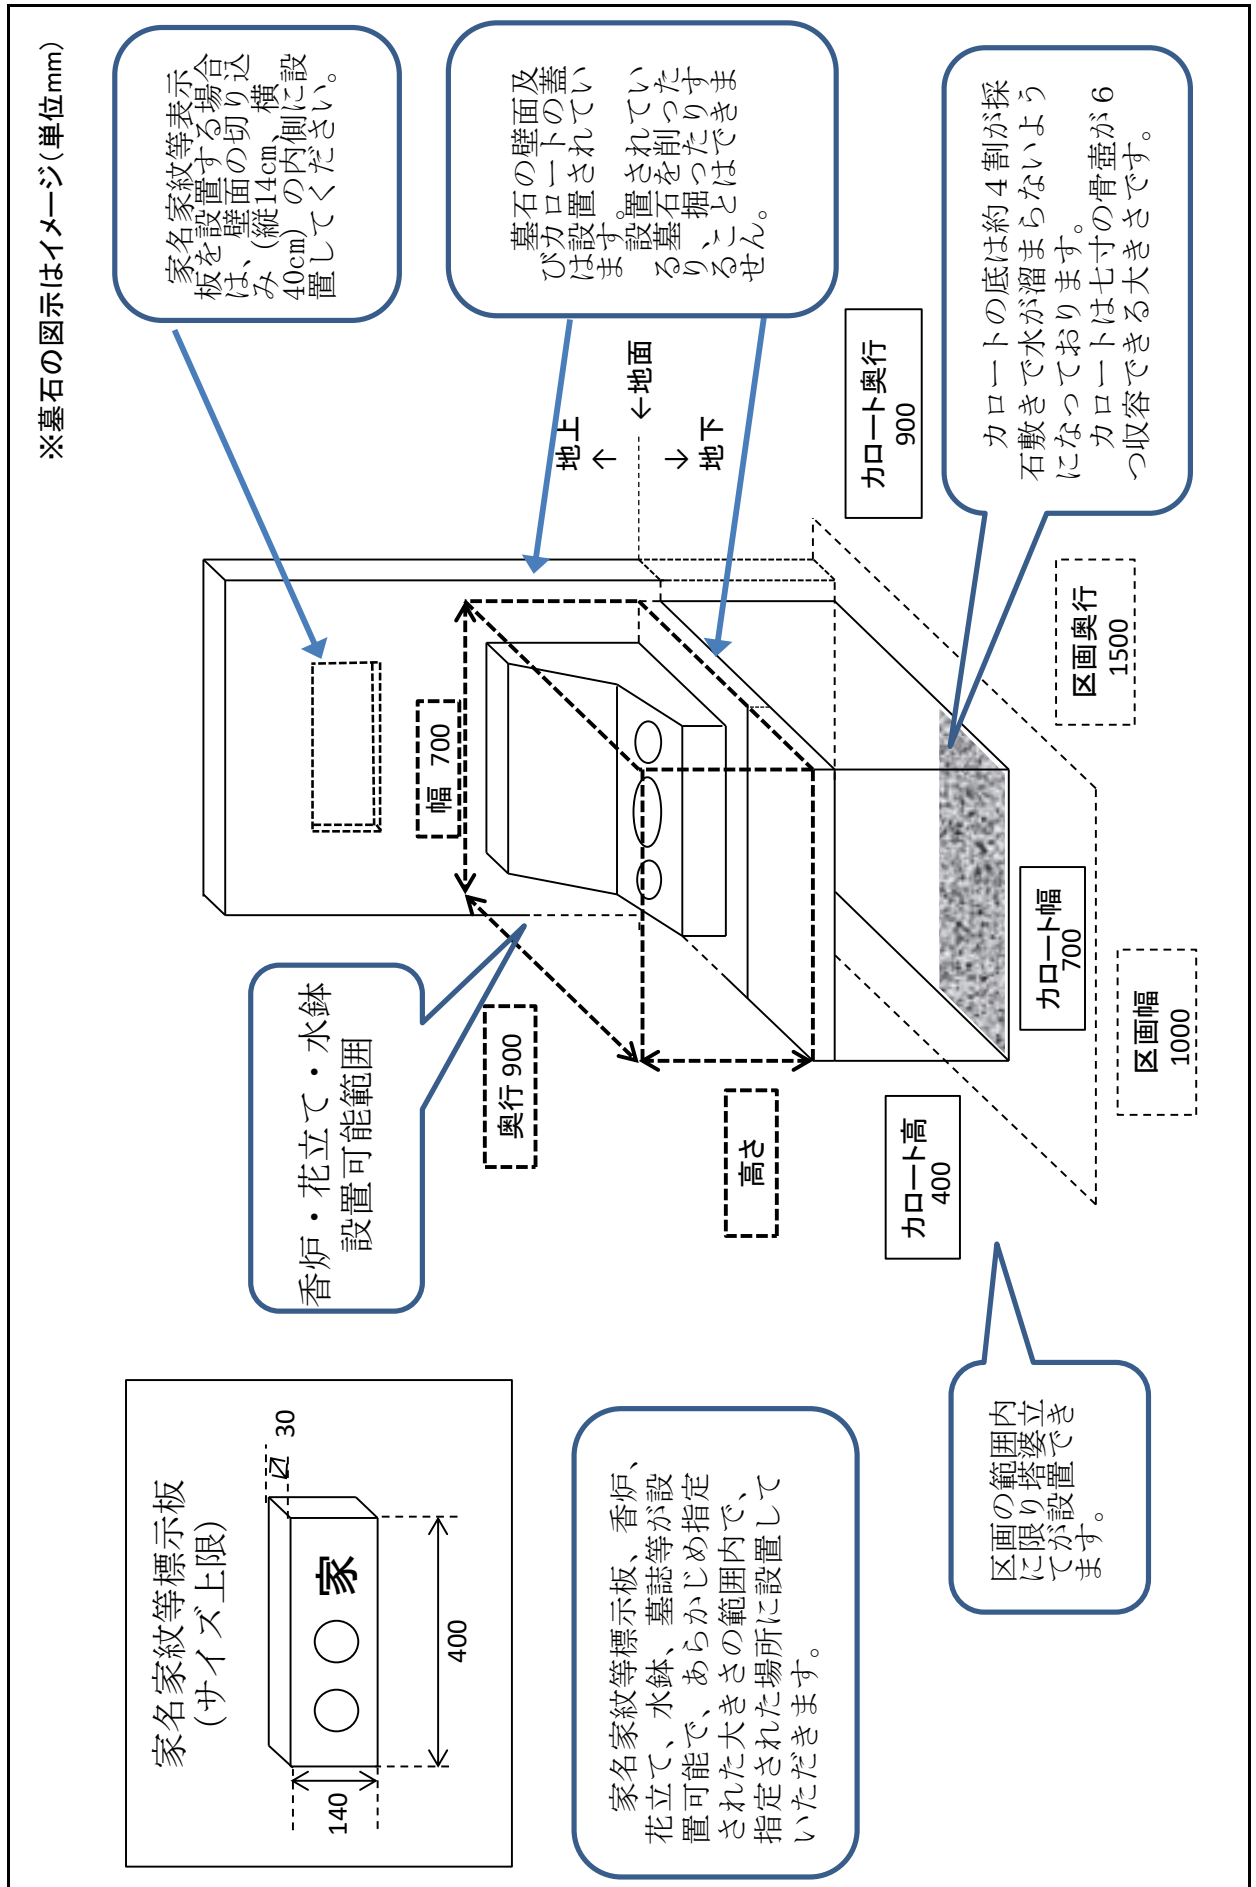 ※墓石の図示はイメージ(単位mm)
家名家紋等標示板
(サイズ上限)
30
家
140
400
香炉・花立て・水鉢
設置可能範囲
家名家紋等表示
板を設置する場合
は、壁面の切り込
み(縦14cm、横
40cm)の内側に設
置してください。
墓石の壁面及
びカロートの蓋
は設置されてい
ます。
設置されてい
る墓石を削った
り、掘ったりす
ることはできま
せん。
幅 700
奥行 900
高さ
地上
↑
←地面
↓
地下
カロート奥行
900
カロート高
400
カロート幅
700
区画奥行
1500
区画幅
1000
家名家紋等標示板、香炉、
花立て、水鉢、墓誌等が設
置可能で、あらかじめ指定
された大きさの範囲内で、
指定された場所に設置して
いただきます。
区画の範囲内
に限り塔婆立
てが設置でき
ます。
カロートの底は約4割が採
石敷きで水が溜まらないよう
になっております。
カロートは七寸の骨壺が6
つ収容できる大きさです。